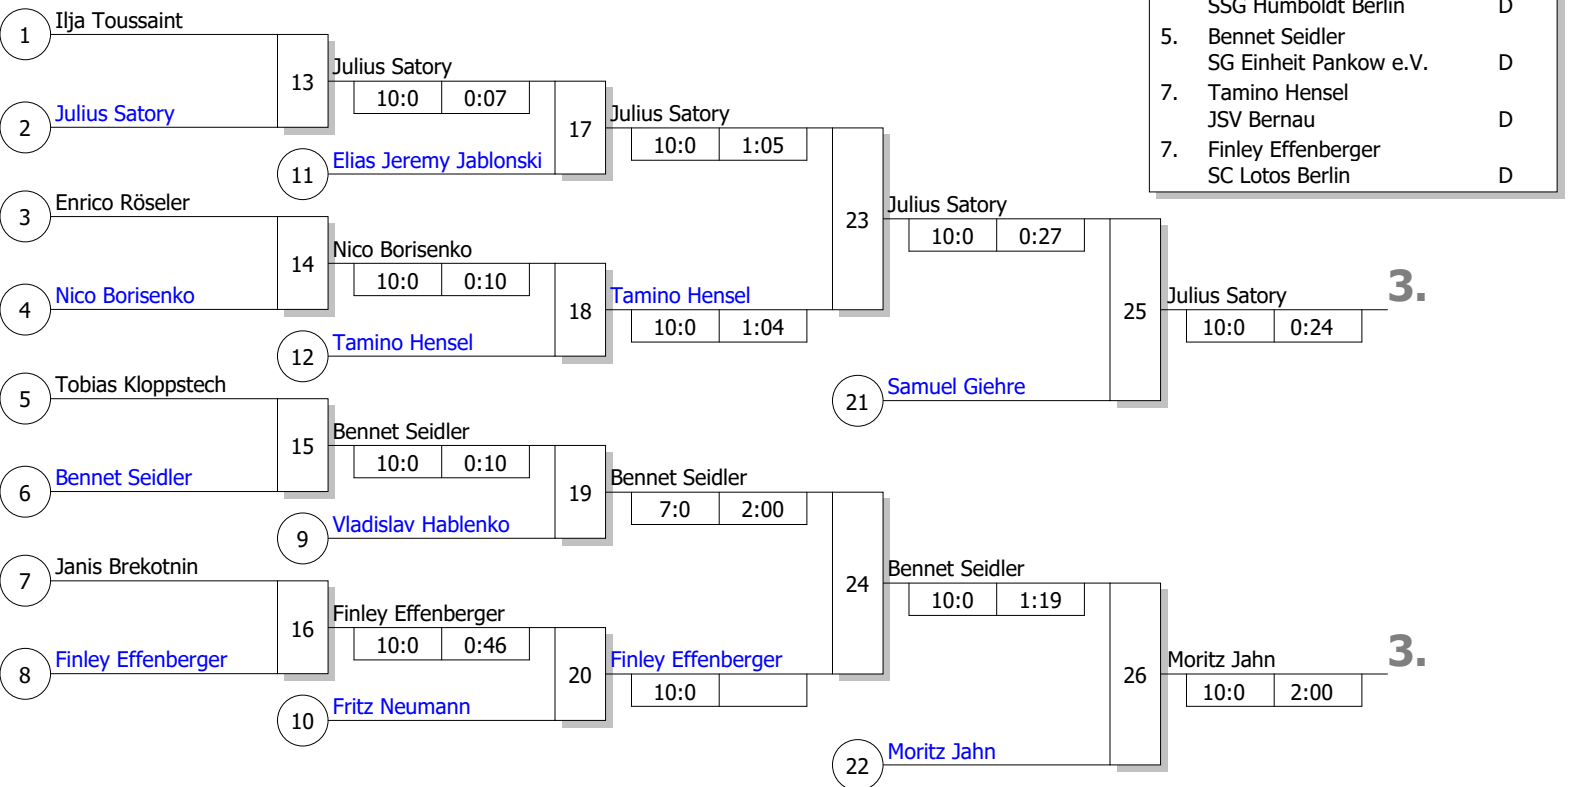 SSG Humboldt Berlin D
5. Bennet Seidler
SG Einheit Pankow e.V. D
7. Tamino Hensel
JSV Bernau D
7. Finley Effenberger
SC Lotos Berlin D
1 Ilja Toussaint
13 Julius Satory
10:0 0:07
2 Julius Satory
17 Julius Satory
10:0 1:05
11 Elias Jeremy Jablonski
3 Enrico Röseler
23 Julius Satory
10:0 0:27
14 Nico Borisenko
10:0 0:10
4 Nico Borisenko
18 Tamino Hensel
10:0 1:04
12 Tamino Hensel
25 Julius Satory 3.
10:0 0:24
5 Tobias Kloppstech
21 Samuel Giehre
15 Bennet Seidler
10:0 0:10
6 Bennet Seidler
19 Bennet Seidler
7:0 2:00
9 Vladislav Hablenko
7 Janis Brekotnin
24 Bennet Seidler
10:0 1:19
16 Finley Effenberger
10:0 0:46
8 Finley Effenberger
20 Finley Effenberger
10:0
10 Fritz Neumann
26 Moritz Jahn 3.
10:0 2:00
22 Moritz Jahn